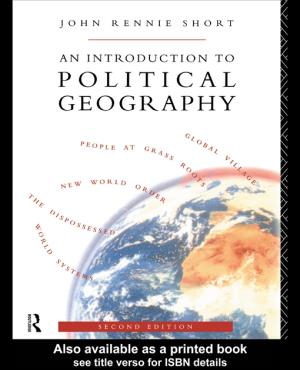 JOHN RENNIE SHORT
AN INTRODUCTION TO
POLITICAL
GEOGRAPHY
GLOBAL VILLAGE
PEOPLE AT GRASS ROOTS
NEW WORLD ORDER
THE DISPOSSESSED
WORLD SYSTEMS
SECOND EDITION
Also available as a printed book
see title verso for ISBN details